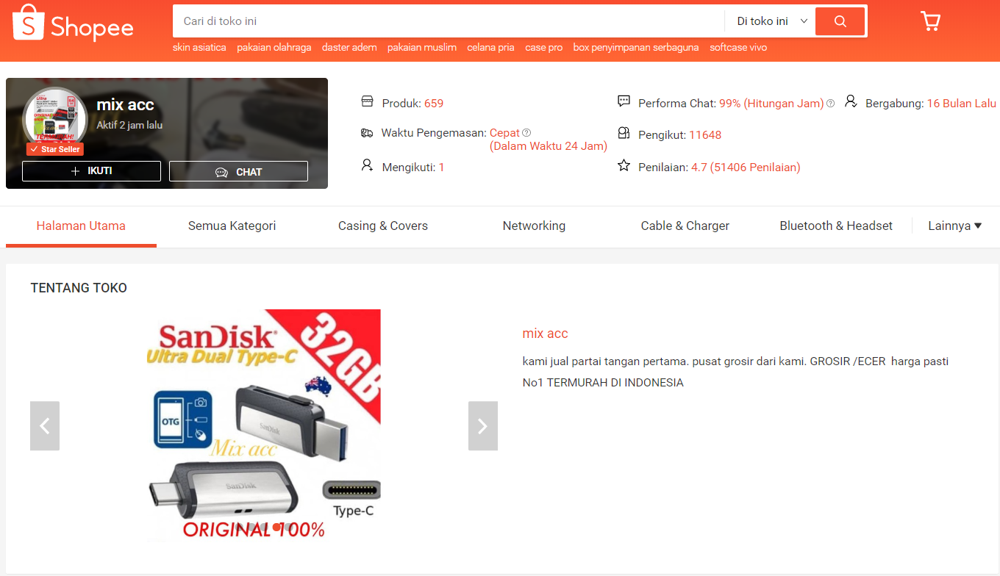 Shopee
Cari di toko ini
Di toko ini
skin asiatica pakaian olahraga daster adem pakaian muslim celana pria case pro box penyimpanan serbaguna softcase vivo
mix acc
Aktif 2 jam lalu
Star Seller
IKUTI
CHAT
Produk: 659
Waktu Pengemasan: Cepat
(Dalam Waktu 24 Jam)
Mengikuti: 1
Performa Chat: 99% (Hitungan Jam)
Pengikut: 11648
Penilaian: 4.7 (51406 Penilaian)
Bergabung: 16 Bulan Lalu
Halaman Utama Semua Kategori Casing & Covers Networking Cable & Charger Bluetooth & Headset Lainnya
TENTANG TOKO
SanDisk
Ultra Dual Type-C
32GB
OTG
SanDisk
Mix acc
SanDisk
Type-C
ORIGINAL 100%
mix acc
kami jual partai tangan pertama. pusat grosir dari kami. GROSIR /ECER harga pasti
No1 TERMURAH DI INDONESIA